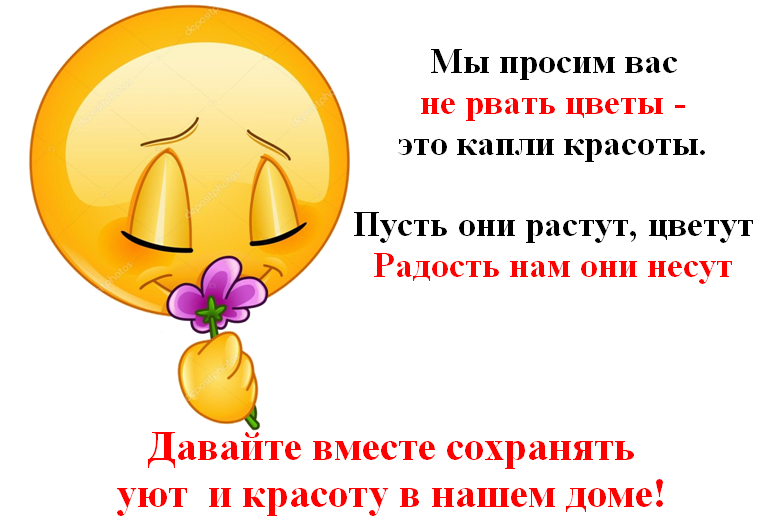 Мы просим вас
не рвать цветы -
это капли красоты.
Пусть они растут, цветут
Радость нам они несут
Давайте вместе сохранять
уют и красоту в нашем доме!